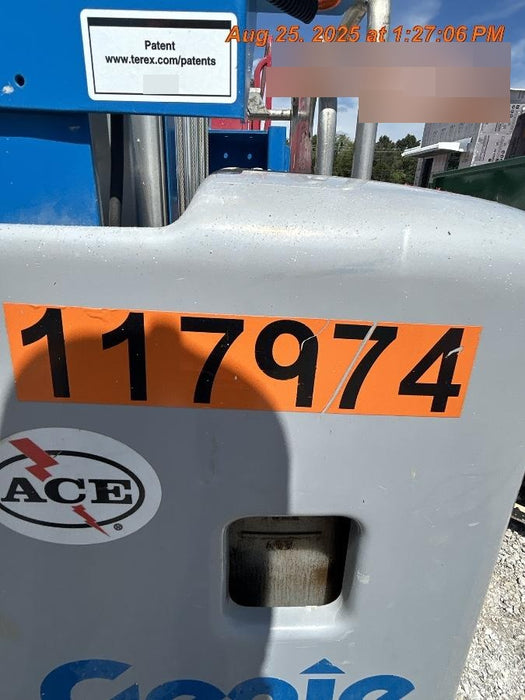 Aug 25, 2025 at 1:27:06 PM
Patent
www.terex.com/patents
117974
ACE
®
Genie